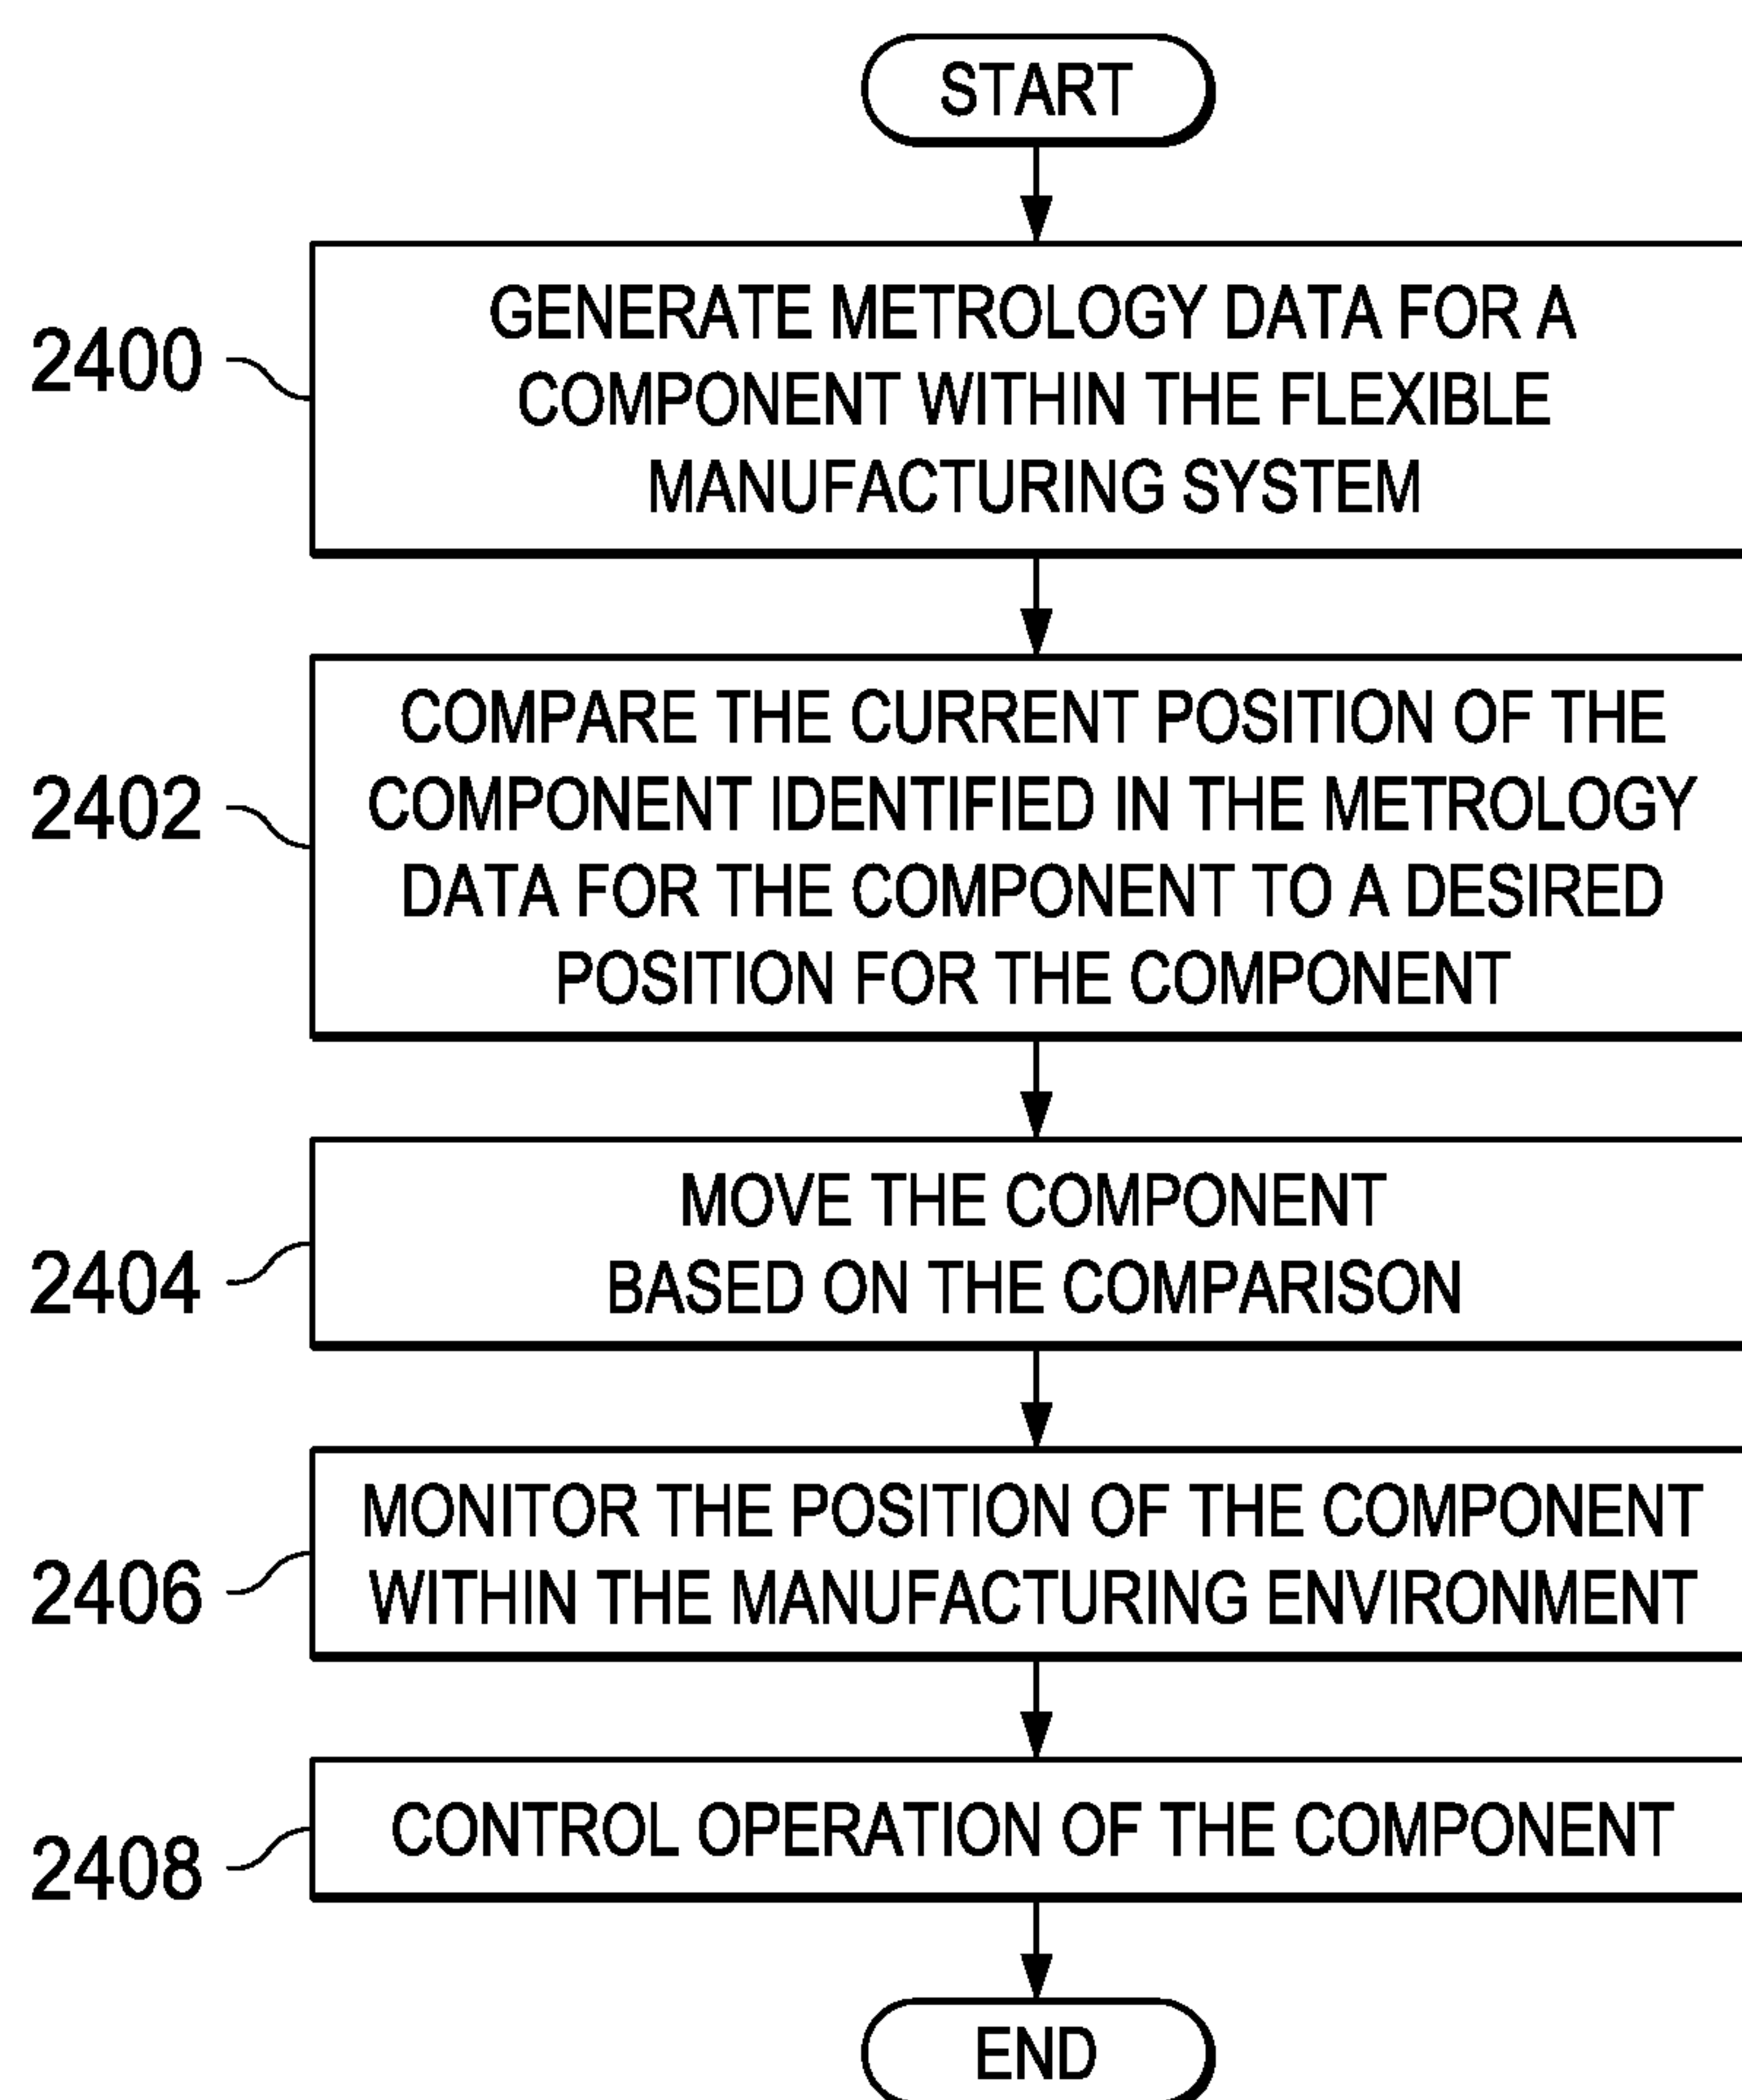 START
2400
GENERATE METROLOGY DATA FOR A
COMPONENT WITHIN THE FLEXIBLE
MANUFACTURING SYSTEM
2402
COMPARE THE CURRENT POSITION OF THE
COMPONENT IDENTIFIED IN THE METROLOGY
DATA FOR THE COMPONENT TO A DESIRED
POSITION FOR THE COMPONENT
2404
MOVE THE COMPONENT
BASED ON THE COMPARISON
2406
MONITOR THE POSITION OF THE COMPONENT
WITHIN THE MANUFACTURING ENVIRONMENT
2408
CONTROL OPERATION OF THE COMPONENT
END